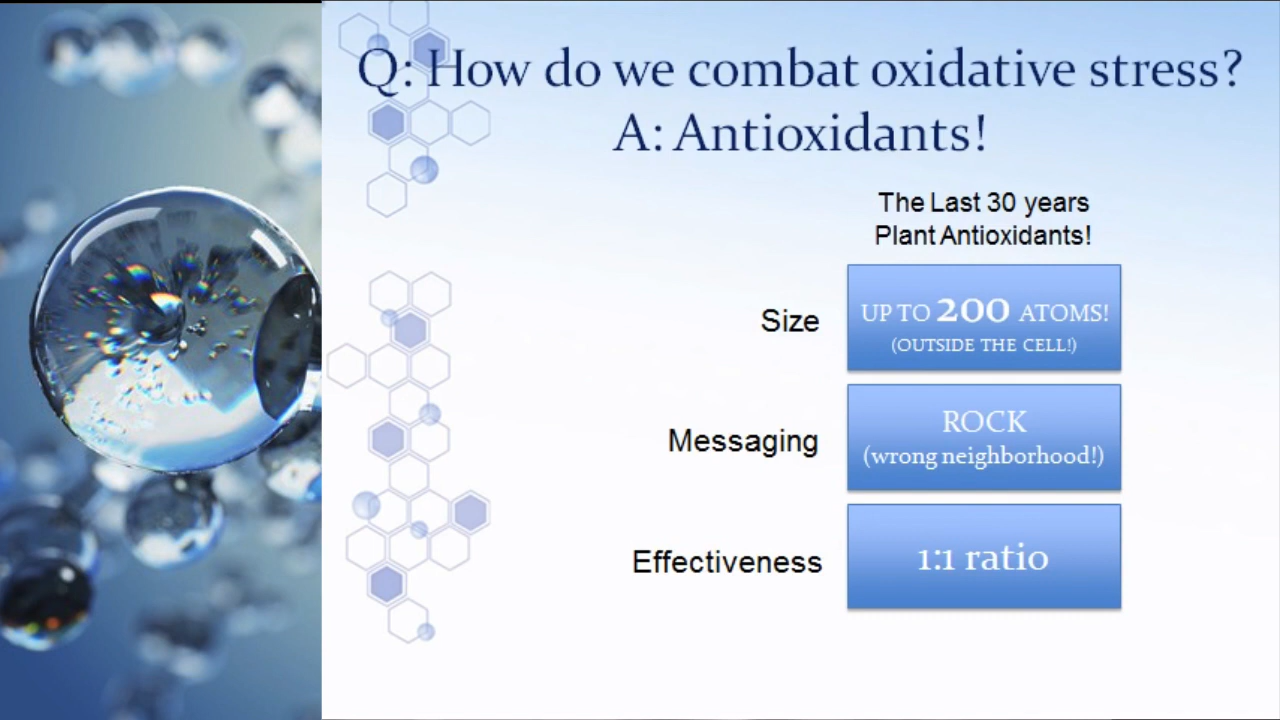 Q: How do we combat oxidative stress?
A: Antioxidants!
The Last 30 years
Plant Antioxidants!
Size
UP TO 200 ATOMS!
(OUTSIDE THE CELL!)
Messaging
ROCK
(wrong neighborhood!)
Effectiveness
1:1 ratio